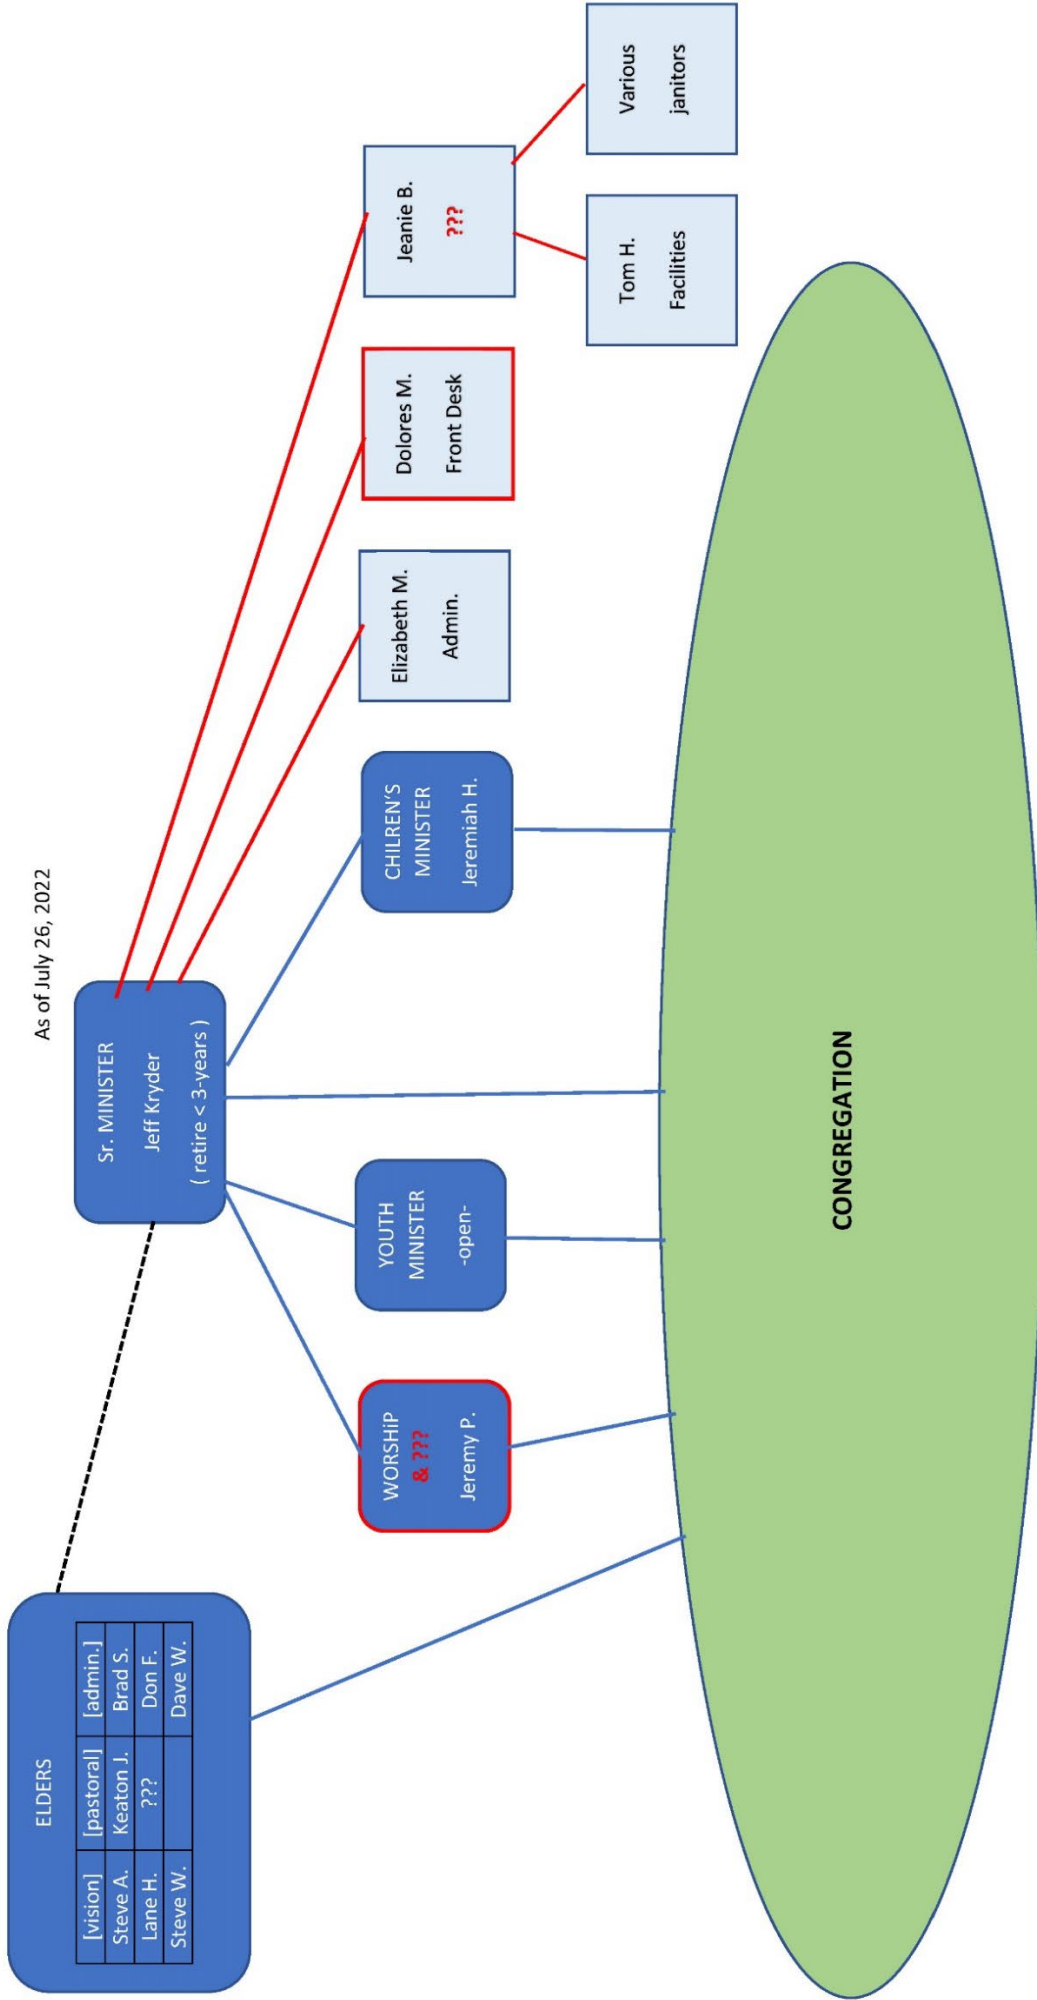 As of July 26, 2022
ELDERS
[vision] [pastoral] [admin.]
Steve A. Keaton J. Brad S.
Lane H. ??? Don F.
Steve W. Dave W.
Sr. MINISTER
Jeff Kryder
( retire < 3-years )
WORSHiP
& ???
Jeremy P.
YOUTH
MINISTER
-open-
CHILREN'S
MINISTER
Jeremiah H.
Elizabeth M.
Admin.
Dolores M.
Front Desk
Jeanie B.
???
Tom H.
Facilities
Various
janitors
CONGREGATION